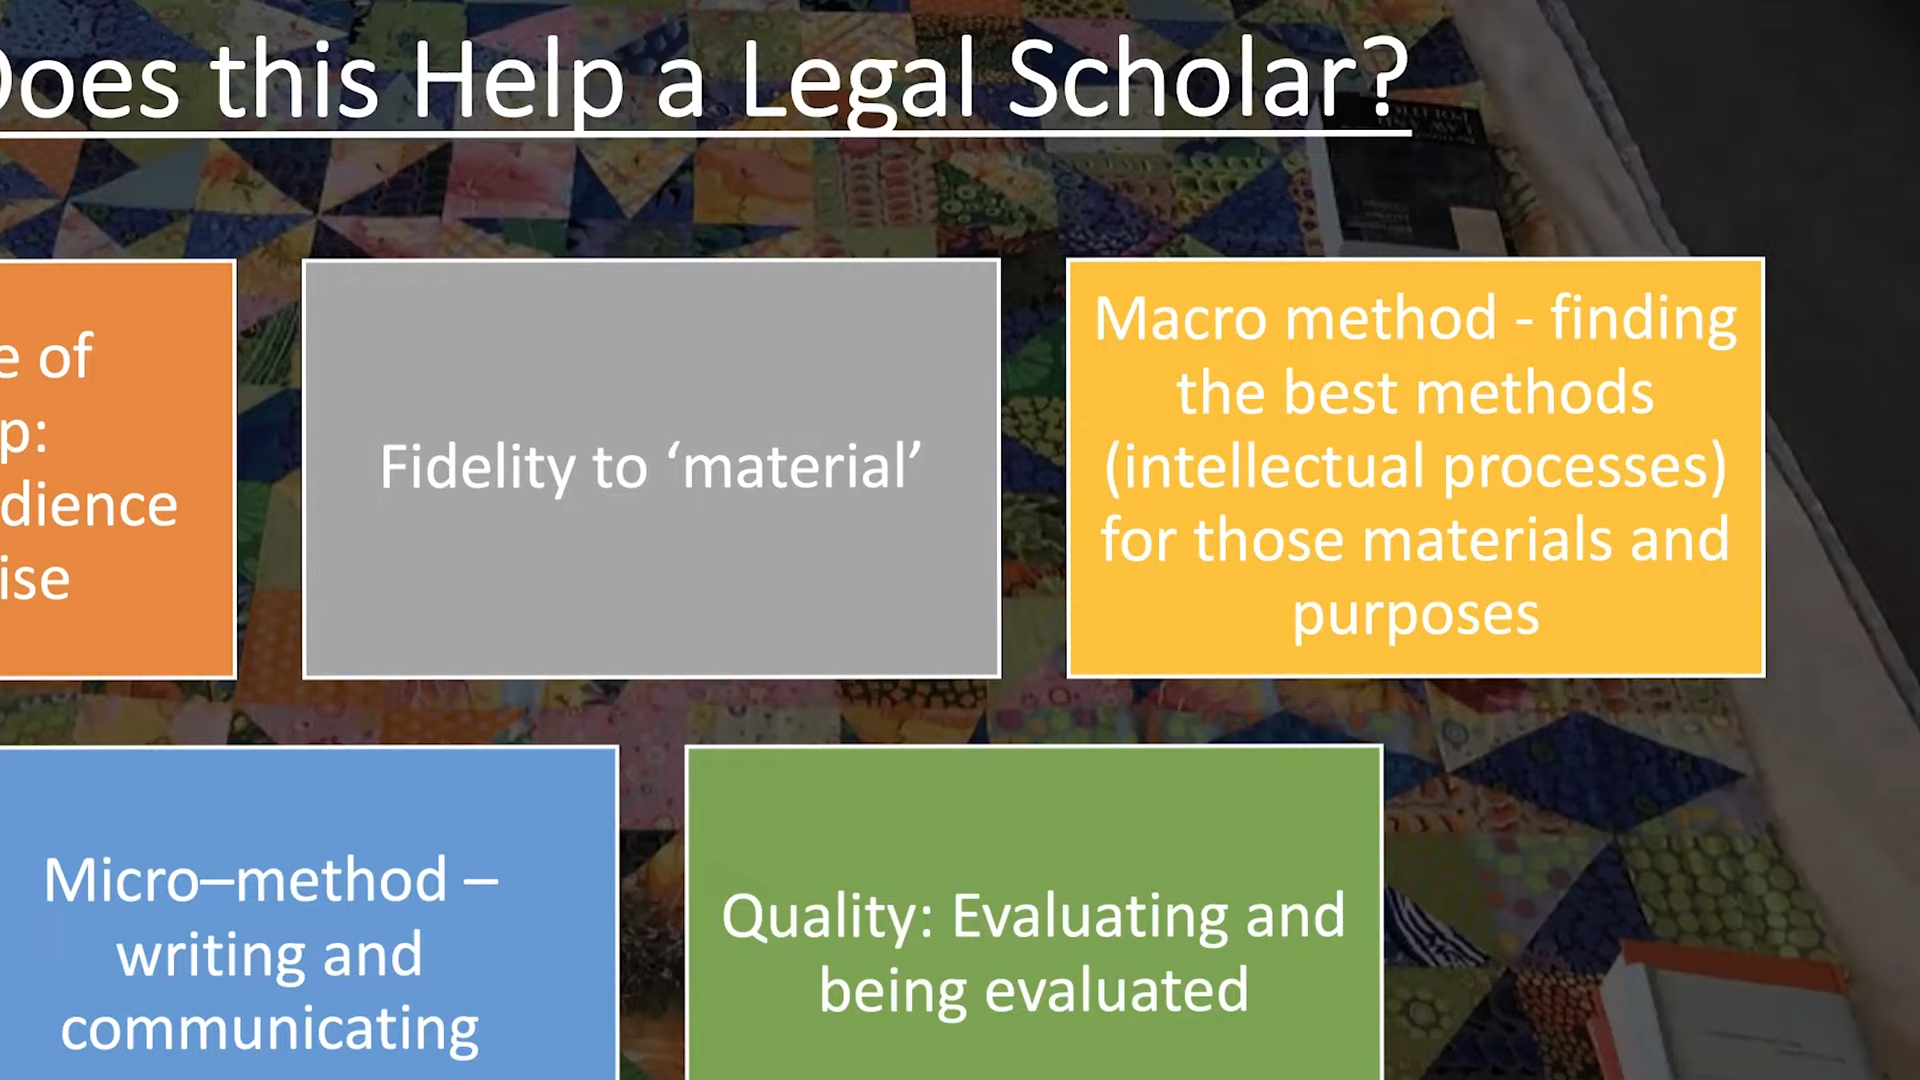 Does this Help a Legal Scholar?
e of
p:
dience
ise
Fidelity to ‘material’
Macro method - finding
the best methods
(intellectual processes)
for those materials and
purposes
Micro–method –
writing and
communicating
Quality: Evaluating and
being evaluated